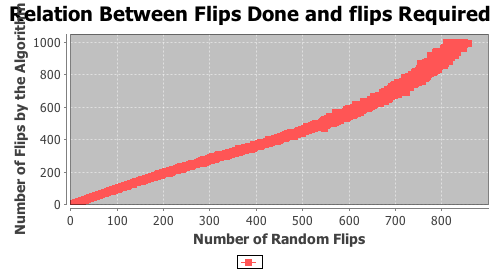 Relation Between Flips Done and flips Required
Number of Flips by the Algorithm
1000
800
600
400
200
0
0 100 200 300 400 500 600 700 800
Number of Random Flips